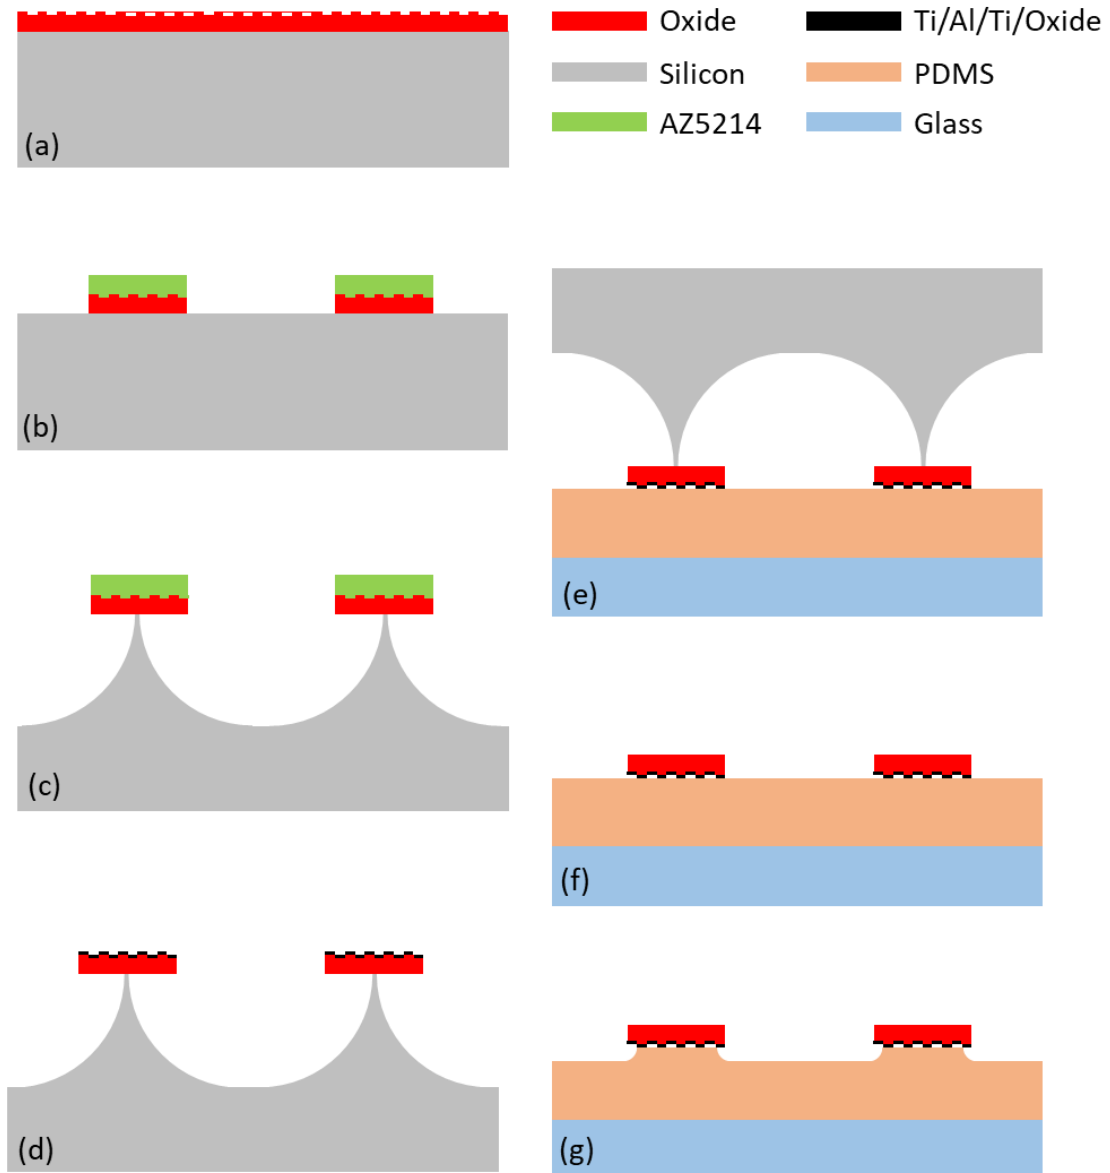 Oxide
Ti/Al/Ti/Oxide
Silicon
PDMS
AZ5214
Glass
(a)
(b)
(c)
(d)
(e)
(f)
(g)